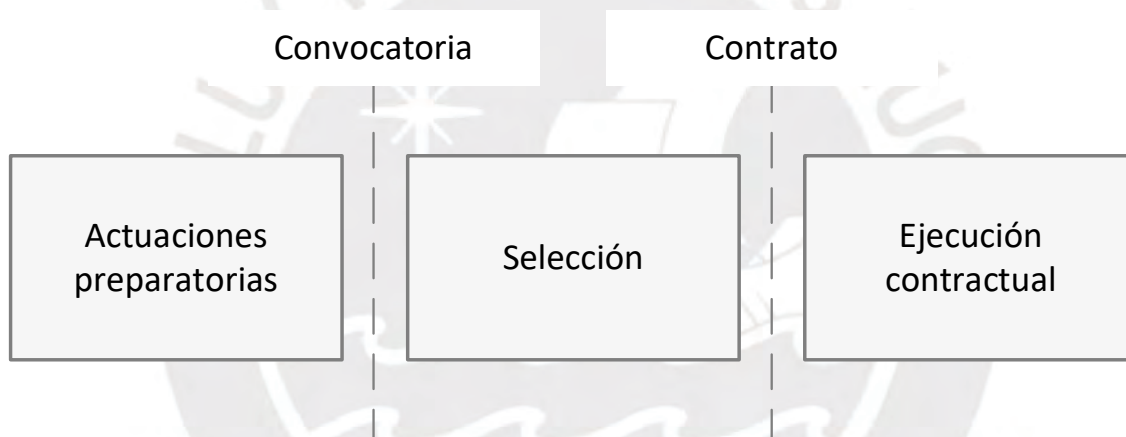 Convocatoria
Contrato
Actuaciones
preparatorias
Selección
Ejecución
contractual